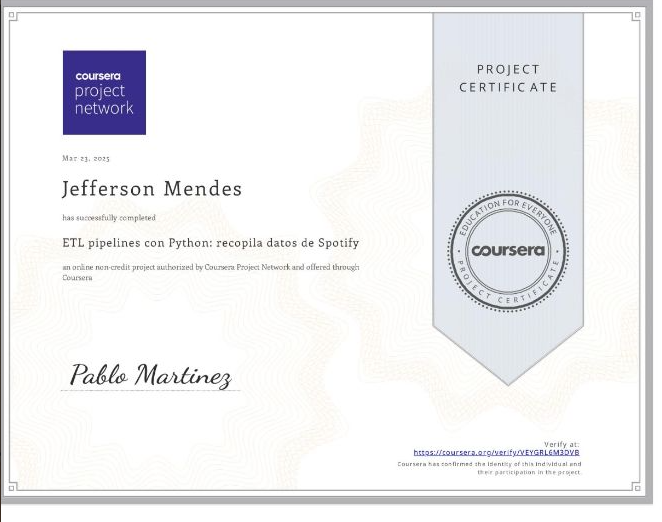 coursera
project
network
PROJECT
CERTIFICATE
Mar 23, 2025
Jefferson Mendes
has successfully completed
ETL pipelines con Python: recopila datos de Spotify
an online non-credit project authorized by Coursera Project Network and offered through
Coursera
EDUCATION FOR EVERYONE
coursera
PROJECT CERTIFICATE
Pablo Martinez
Verify at:
https://coursera.org/verify/VEYGRL6M3DVB
Coursera has confirmed the identity of this individual and
their participation in the project.